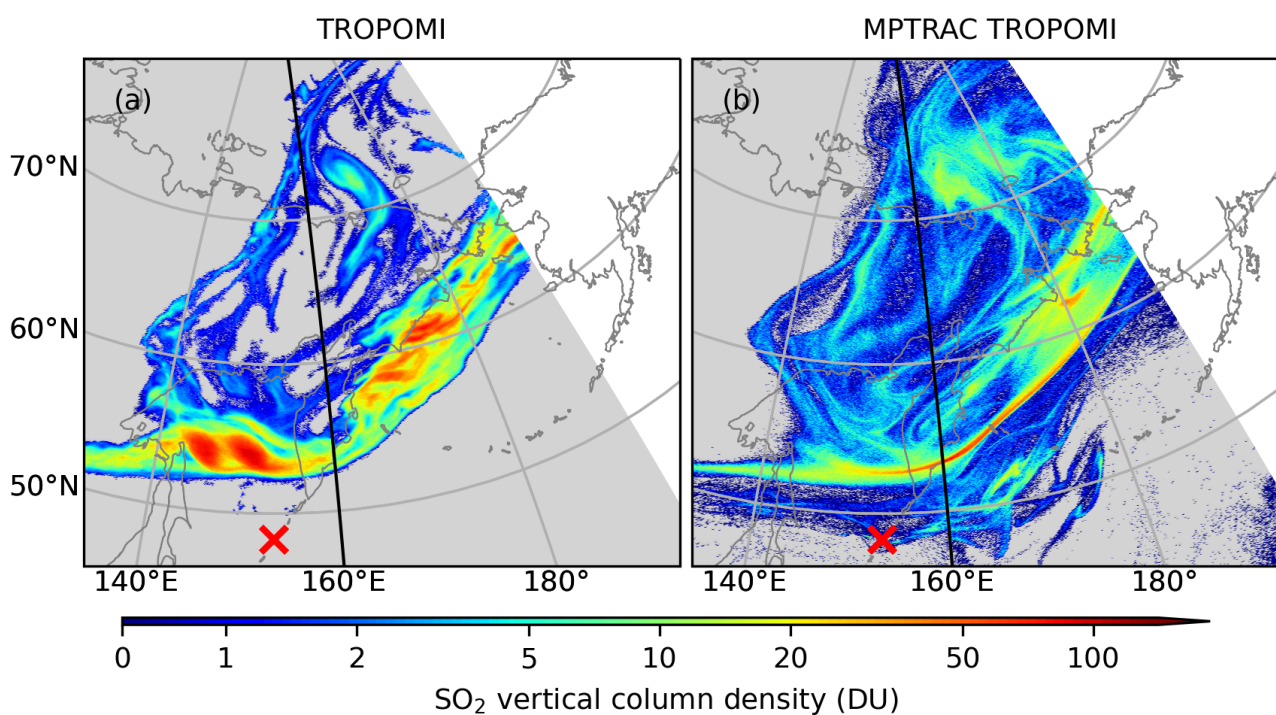 TROPOMI
MPTRAC TROPOMI
(a)
(b)
70°N
60°N
50°N
140°E 160°E 180°
140°E 160°E 180°
0 1 2 5 10 20 50 100
SO₂ vertical column density (DU)